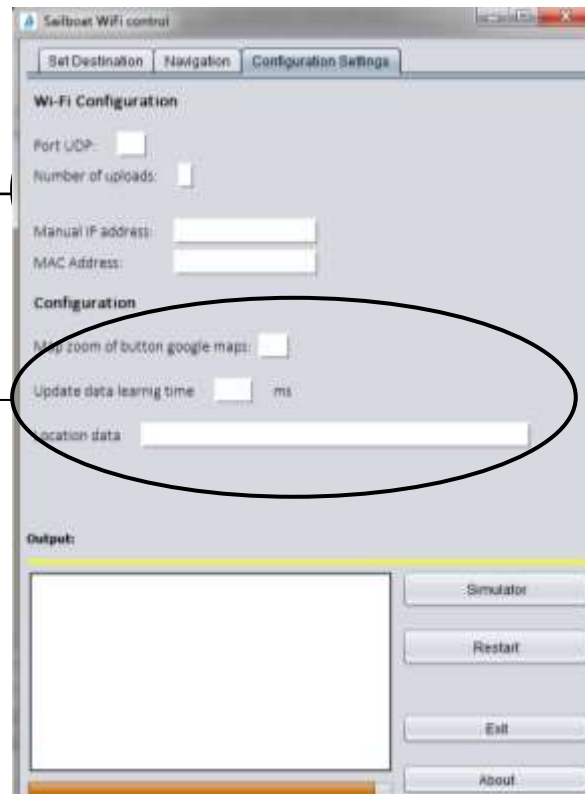 Sailboat WiFi control
Set Destination Navigation Configuration Settings
Wi-Fi Configuration
Port UDP:
Number of uploads:
Manual IP address:
MAC Address:
Configuration
Map zoom of button google maps:
Update data learnig time ms
Location data
Output:
Simulator
Restart
Exit
About